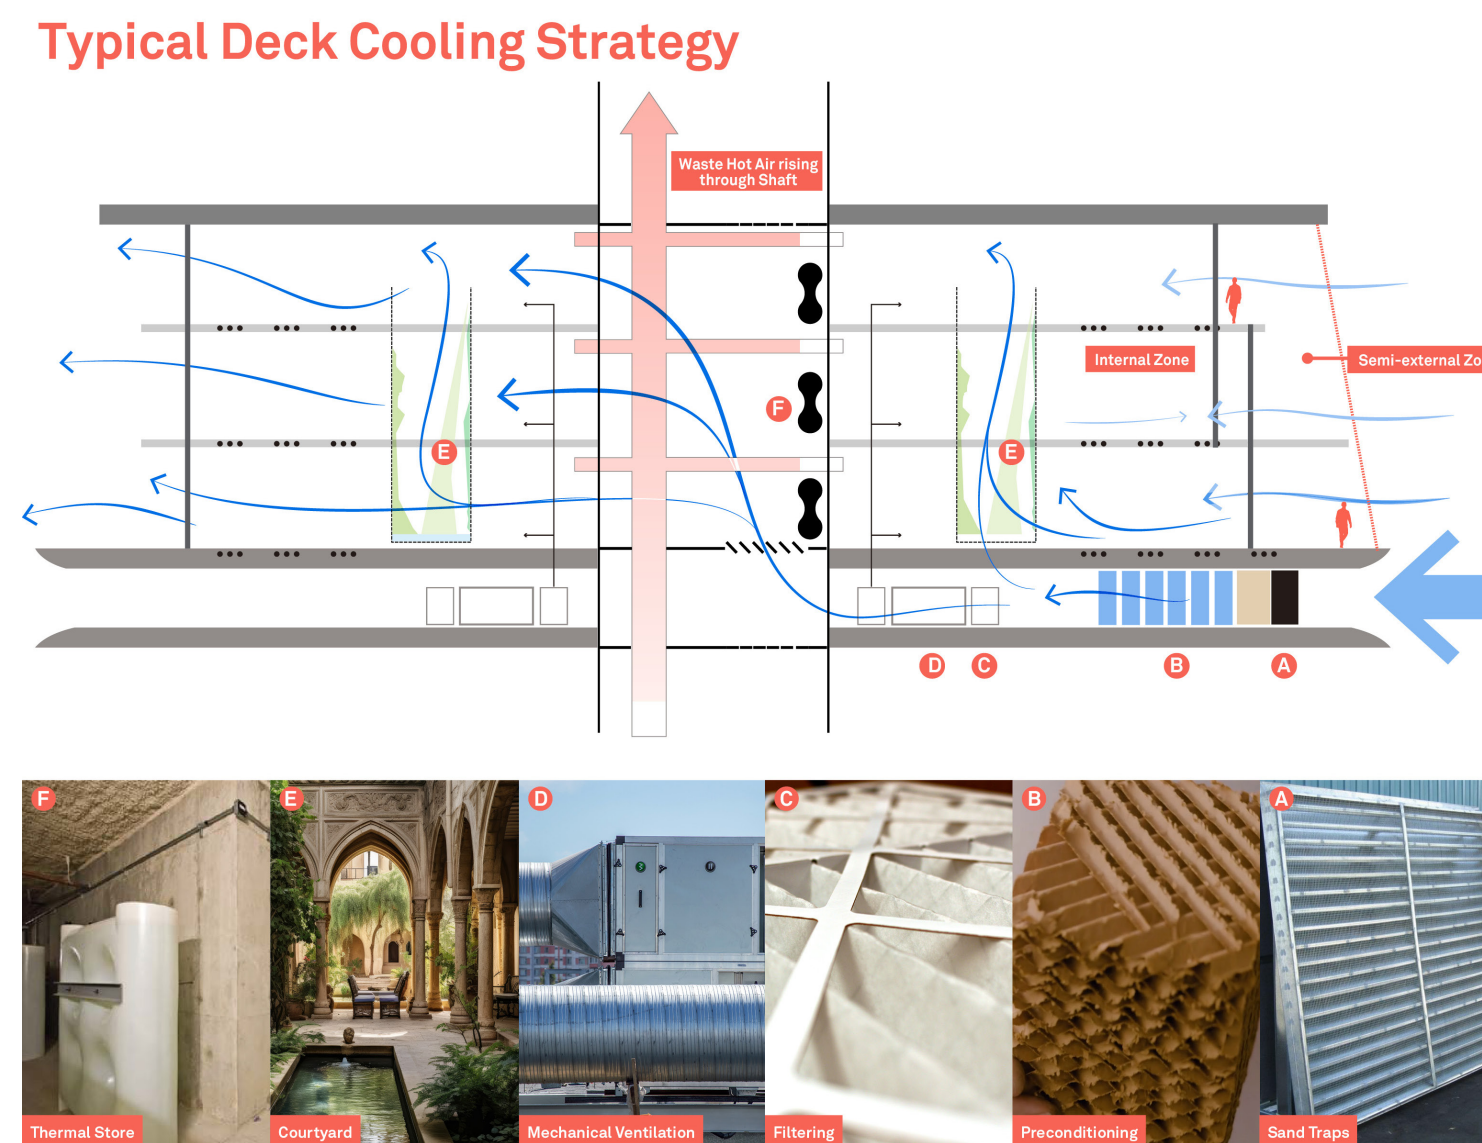 Typical Deck Cooling Strategy
Waste Hot Air rising
through Shaft
Internal Zone
Semi-external Zo
F
E
E
D
C
B
A
F
E
D
C
B
A
Thermal Store
Courtyard
Mechanical Ventilation
Filtering
Preconditioning
Sand Traps